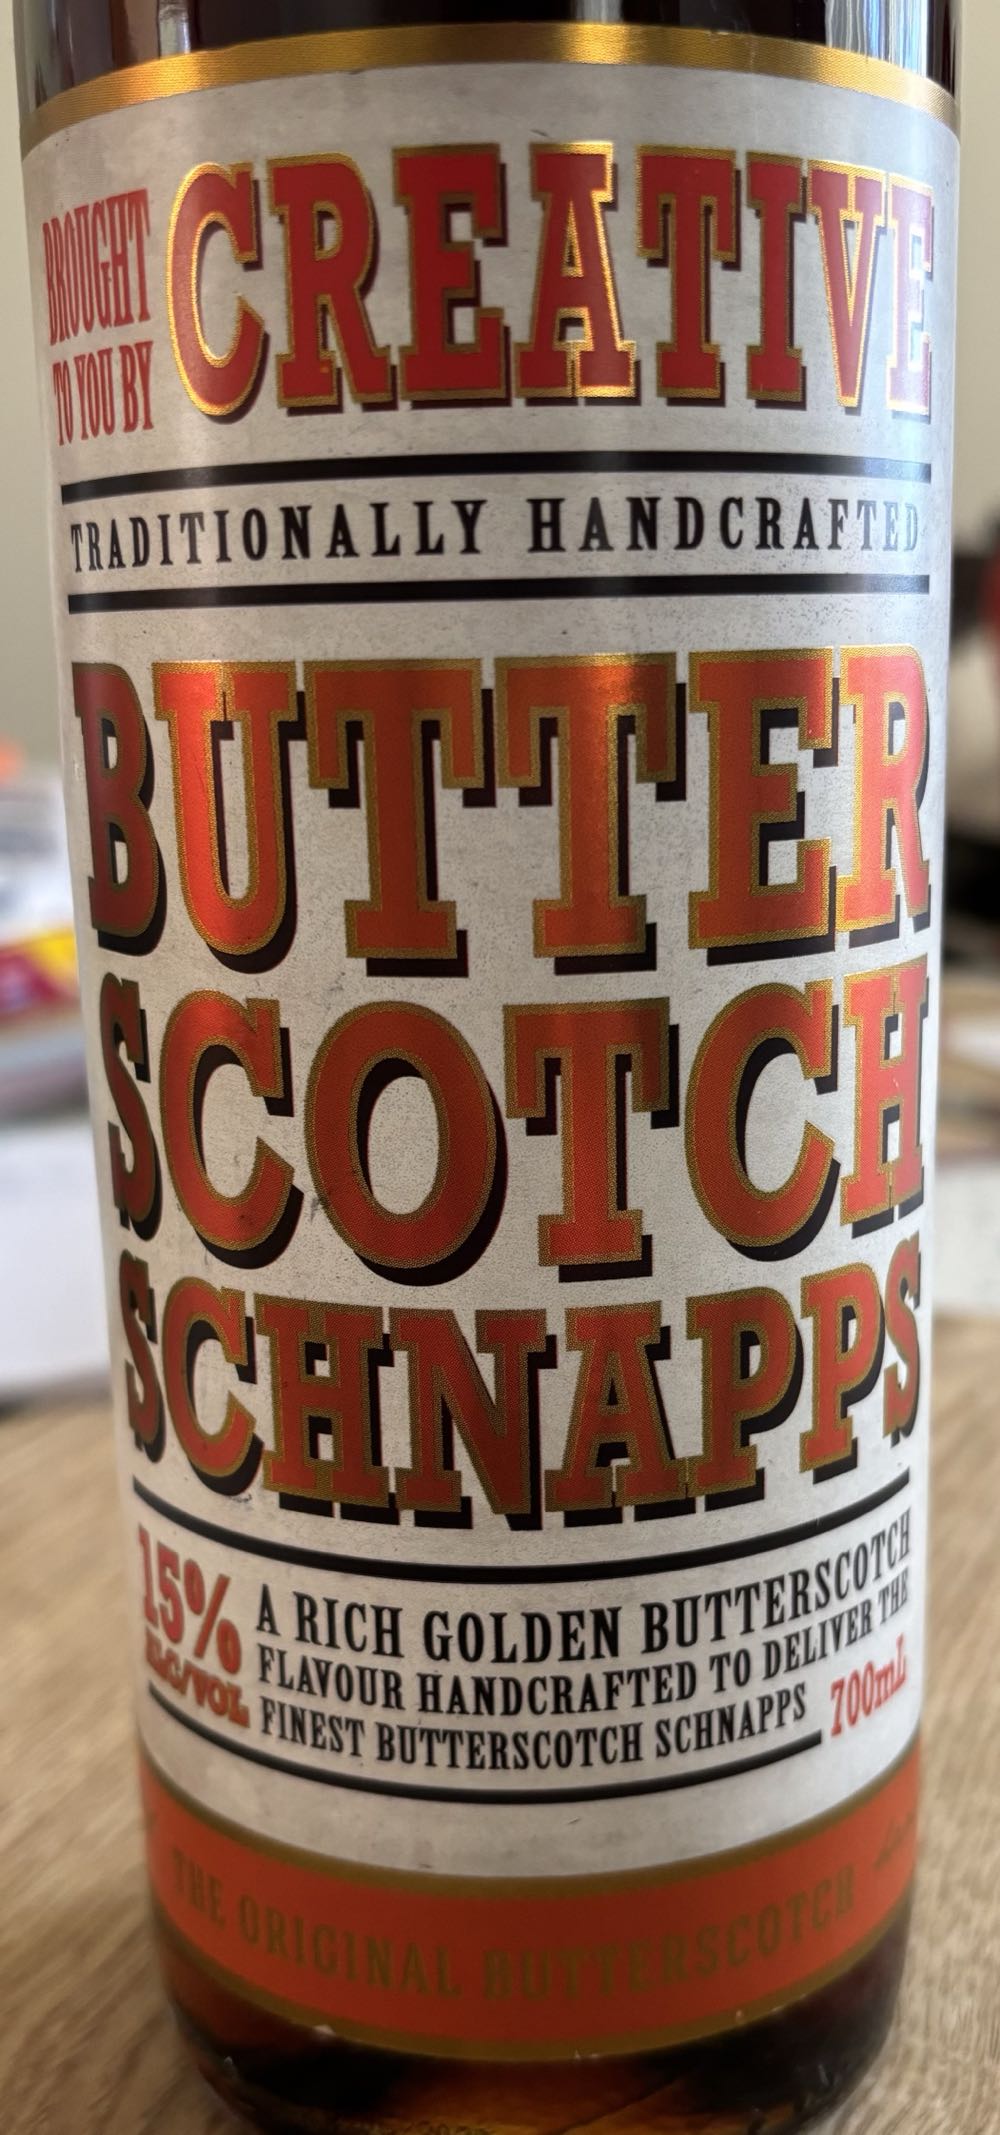 BROUGHT
TO YOU BY
CREATIVE
TRADITIONALLY HANDCRAFTED
BUTTER
SCOTCH
SCHNAPPS
15%
ALC/VOL
A RICH GOLDEN BUTTERSCOTCH
FLAVOUR HANDCRAFTED TO DELIVER THE
FINEST BUTTERSCOTCH SCHNAPPS
700mL
THE ORIGINAL BUTTERSCOTCH